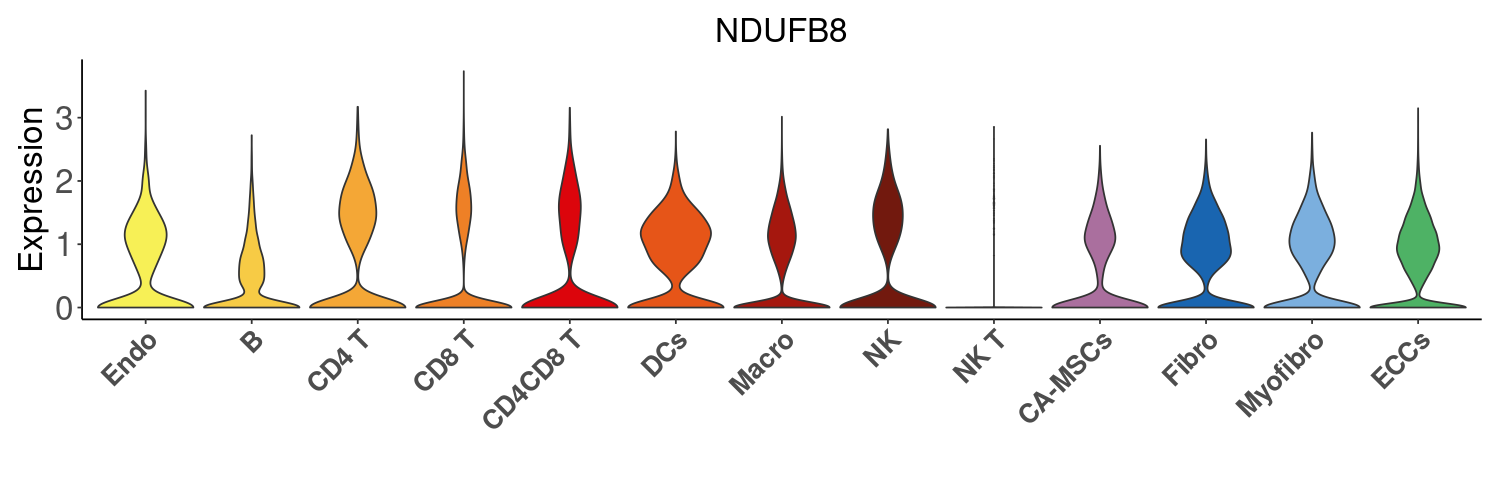 NDUFB8
Expression
3
2
1
0
Endo
B
CD4 T
CD8 T
CD4CD8 T
DCs
Macro
NK
NK T
CA-MSCs
Fibro
Myofibro
ECCs